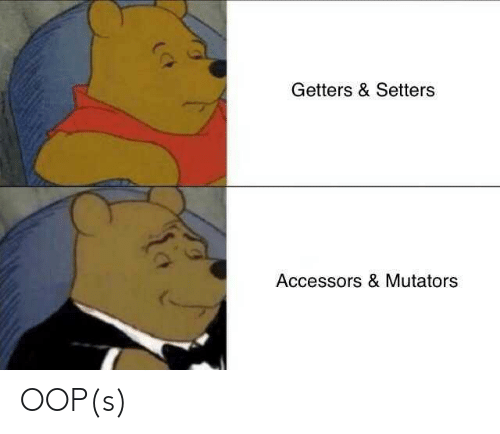 Getters & Setters
Accessors & Mutators
OOP(s)